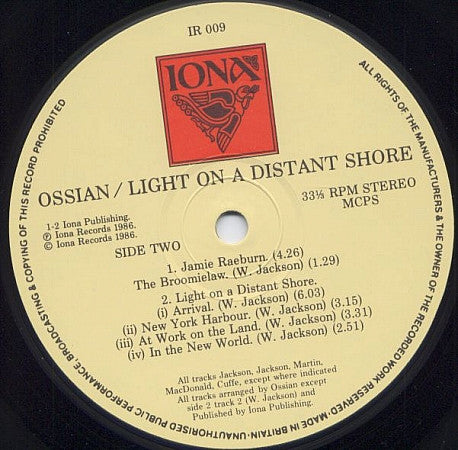 IR 009
IONA
OSSIAN / LIGHT ON A DISTANT SHORE
1-2 Iona Publishing.
Ⓟ Iona Records 1986.
© Iona Records 1986.
33⅓ RPM STEREO
MCPS
SIDE TWO
1. Jamie Raeburn. (4.26)
The Broomielaw. (W. Jackson) (1.29)
2. Light on a Distant Shore.
(i) Arrival. (W. Jackson) (6.03)
(ii) New York Harbour. (W. Jackson) (3.15)
(iii) At Work on the Land. (W. Jackson) (3.31)
(iv) In the New World. (W. Jackson) (2.51)
All tracks Jackson, Jackson, Martin,
MacDonald, Cuffe, except where indicated
All tracks arranged by Ossian except
side 2 track 2 (W. Jackson) and
Published by Iona Publishing.
ALL RIGHTS OF THE MANUFACTURERS & THE OWNER OF THE RECORDED WORK RESERVED·MADE IN BRITAIN·UNAUTHORISED PUBLIC PERFORMANCE, BROADCASTING & COPYING OF THIS RECORD PROHIBITED